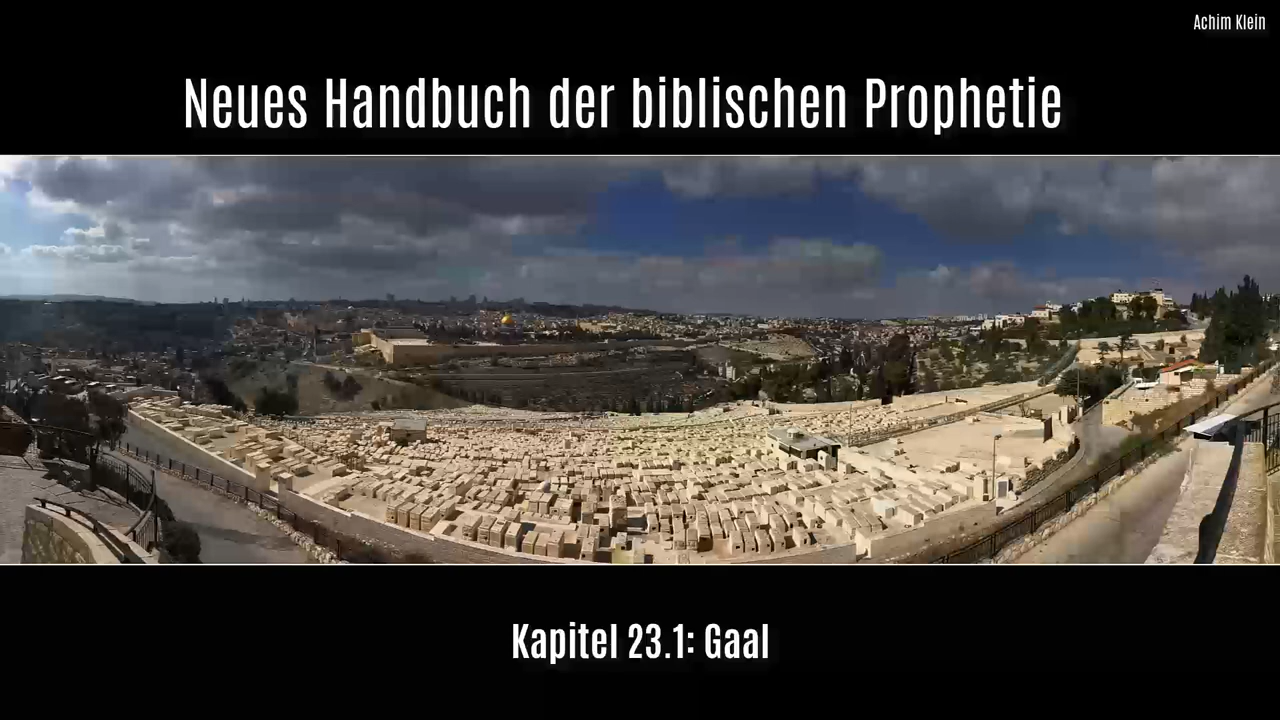 Achim Klein
Neues Handbuch der biblischen Prophetie
Kapitel 23.1: Gaal